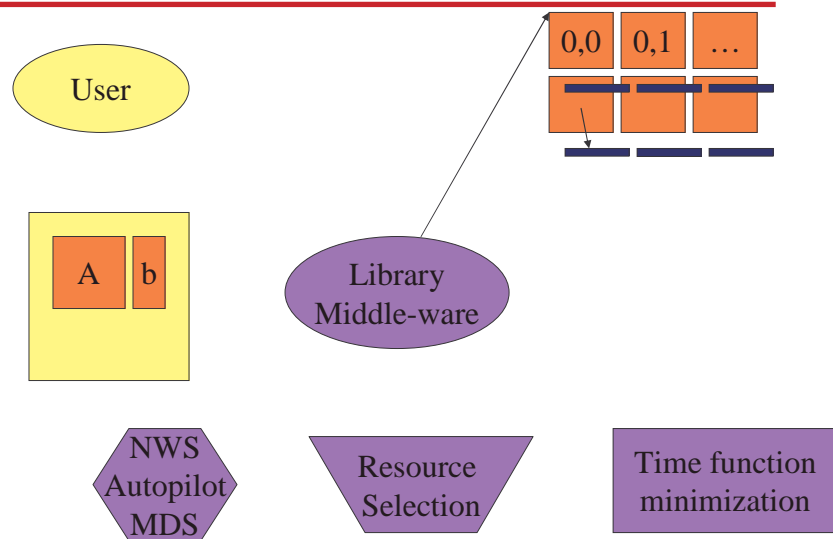 User
0,0 0,1 …
A b
Library
Middle-ware
NWS
Autopilot
MDS
Resource
Selection
Time function
minimization